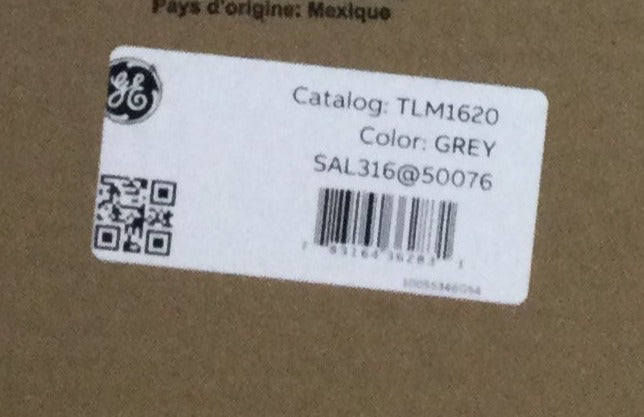 Pays d'origine: Mexique
GE
Catalog: TLM1620
Color: GREY
SAL316@50076